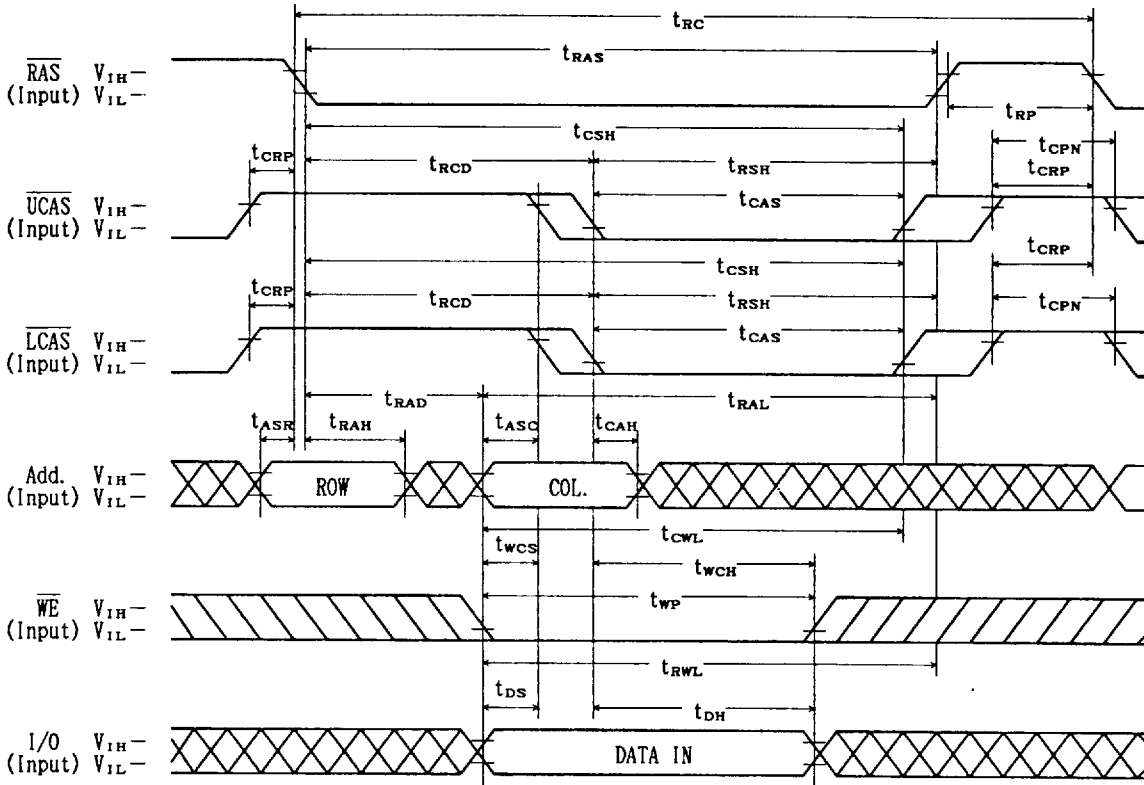 tRC
tRAS
RAS VIH
(Input) VIL
tRP
tCSH
tCRP tRCD tRSH tCPN
tCRP
UCAS VIH
(Input) VIL
tCAS
tCSH tCRP
tCRP tRCD tRSH tCPN
LCAS VIH
(Input) VIL
tCAS
tRAD tRAL
tASR tRAH tASC tCAH
Add. VIH
(Input) VIL
ROW COL.
tCWL
tWCS tWCH
WE VIH
(Input) VIL
tWP
tRWL
tDS tDH
I/O VIH
(Input) VIL
DATA IN